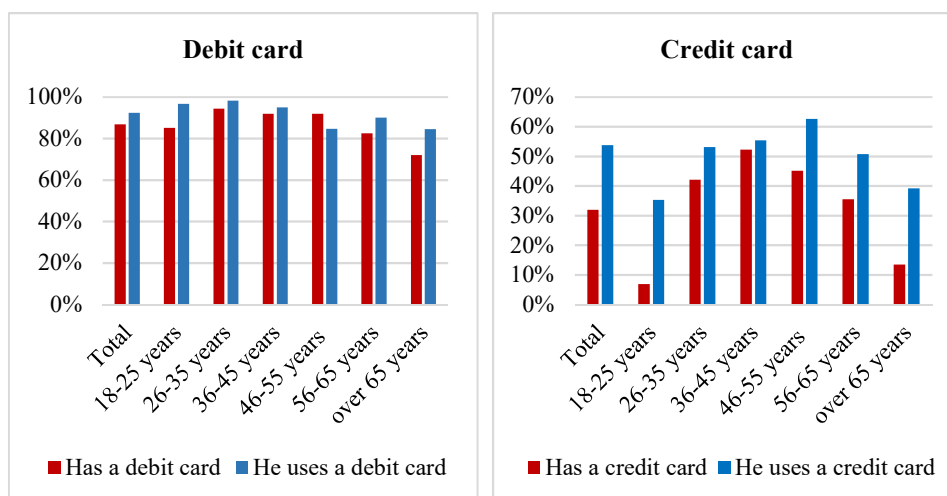 Debit card
100%
80%
60%
40%
20%
0%
Total
18-25 years
26-35 years
36-45 years
46-55 years
56-65 years
over 65 years
Has a debit card
He uses a debit card
Credit card
70%
60%
50%
40%
30%
20%
10%
0%
Total
18-25 years
26-35 years
36-45 years
46-55 years
56-65 years
over 65 years
Has a credit card
He uses a credit card